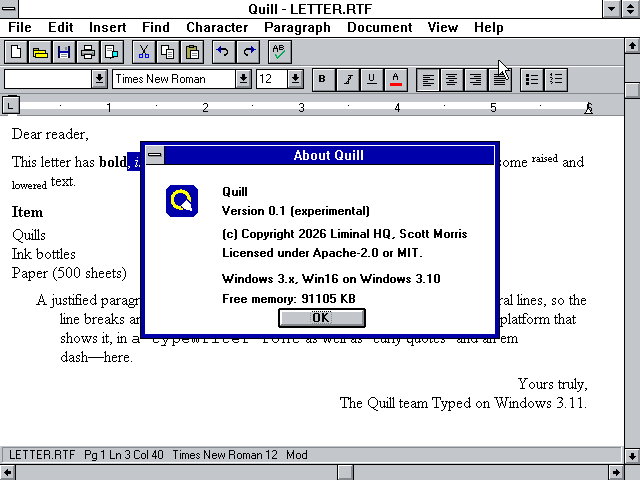 Quill - LETTER.RTF
File Edit Insert Find Character Paragraph Document View Help
ABC
Times New Roman 12 B I U A
L 1 2 3 4 5 6
Dear reader,
This letter has bold, i
some raised and
lowered text.
Item
Quills
Ink bottles
Paper (500 sheets)
A justified paragr
ral lines, so the
line breaks ar
platform that
shows it, in a typewriter font as well as "curly quotes" and an em
dash—here.
Yours truly,
The Quill team Typed on Windows 3.11.
About Quill
Quill
Version 0.1 (experimental)
(c) Copyright 2026 Liminal HQ, Scott Morris
Licensed under Apache-2.0 or MIT.
Windows 3.x, Win16 on Windows 3.10
Free memory: 91105 KB
OK
LETTER.RTF Pg 1 Ln 3 Col 40 Times New Roman 12 Mod